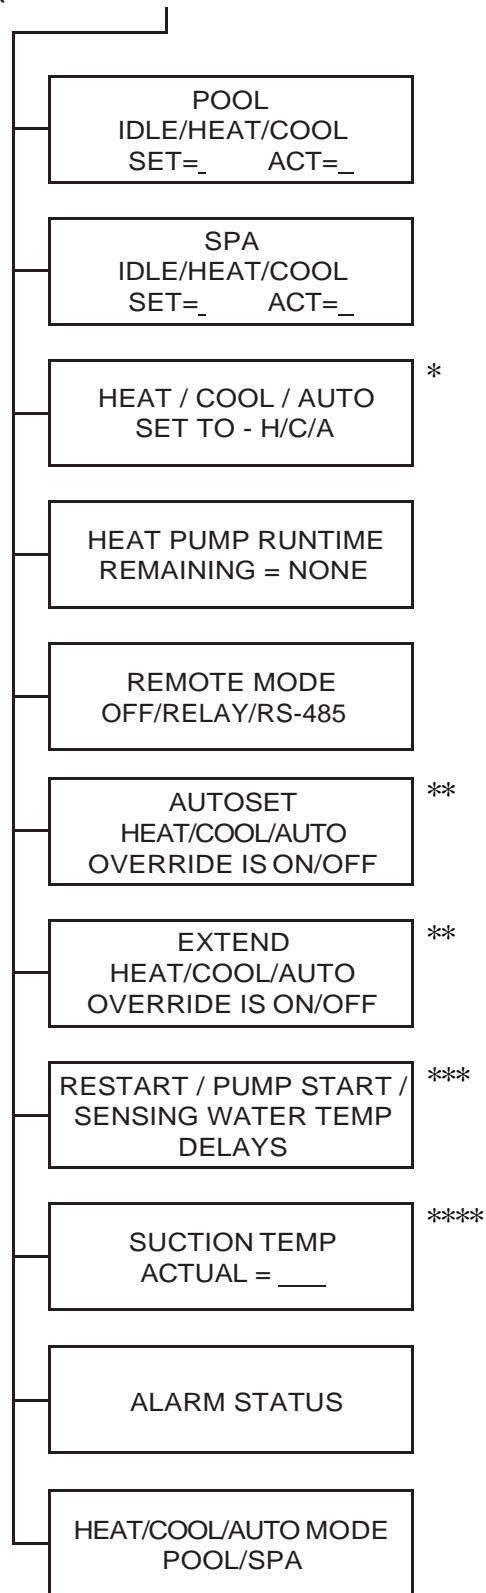 POOL
IDLE/HEAT/COOL
SET=_ ACT=_
SPA
IDLE/HEAT/COOL
SET=_ ACT=_
*
HEAT / COOL / AUTO
SET TO - H/C/A
HEAT PUMP RUNTIME
REMAINING = NONE
REMOTE MODE
OFF/RELAY/RS-485
**
AUTOSET
HEAT/COOL/AUTO
OVERRIDE IS ON/OFF
**
EXTEND
HEAT/COOL/AUTO
OVERRIDE IS ON/OFF
***
RESTART / PUMP START /
SENSING WATER TEMP
DELAYS
****
SUCTION TEMP
ACTUAL = ___
ALARM STATUS
HEAT/COOL/AUTO MODE
POOL/SPA